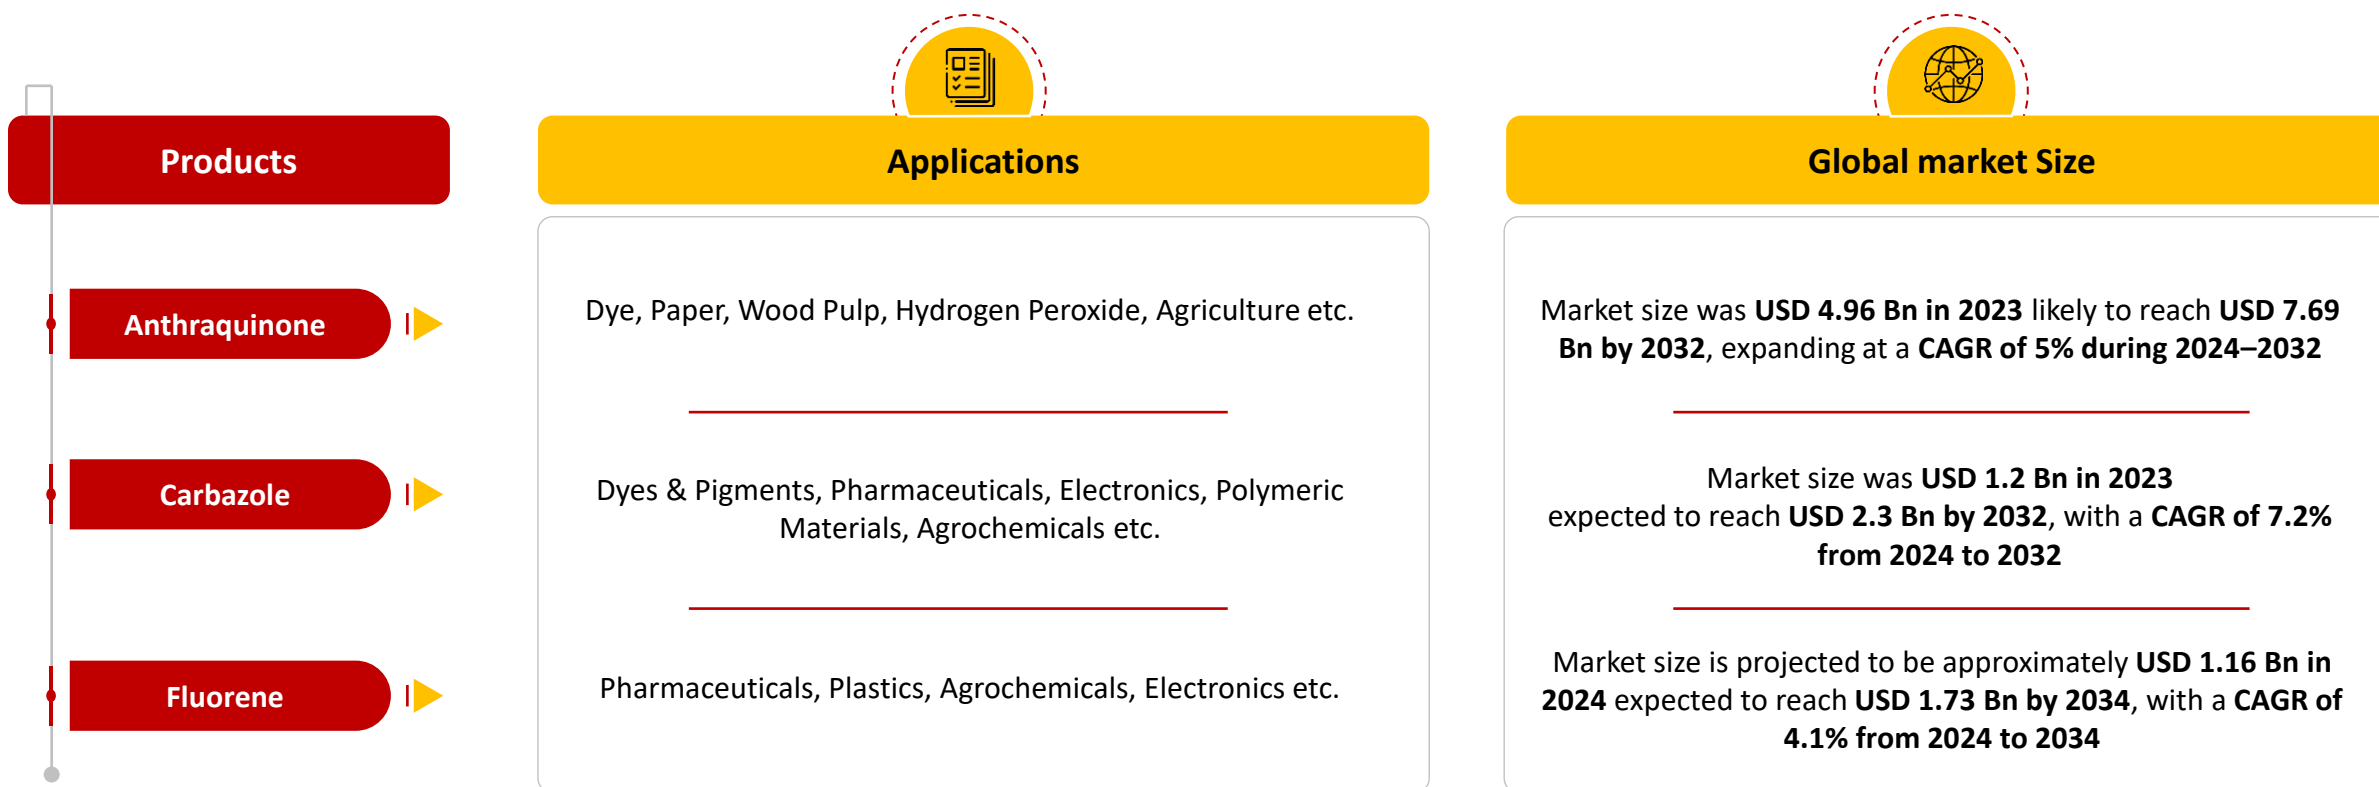 Products
Applications
Global market Size
Anthraquinone
Dye, Paper, Wood Pulp, Hydrogen Peroxide, Agriculture etc.
Market size was USD 4.96 Bn in 2023 likely to reach USD 7.69
Bn by 2032, expanding at a CAGR of 5% during 2024–2032
Carbazole
Dyes & Pigments, Pharmaceuticals, Electronics, Polymeric
Materials, Agrochemicals etc.
Market size was USD 1.2 Bn in 2023
expected to reach USD 2.3 Bn by 2032, with a CAGR of 7.2%
from 2024 to 2032
Fluorene
Pharmaceuticals, Plastics, Agrochemicals, Electronics etc.
Market size is projected to be approximately USD 1.16 Bn in
2024 expected to reach USD 1.73 Bn by 2034, with a CAGR of
4.1% from 2024 to 2034